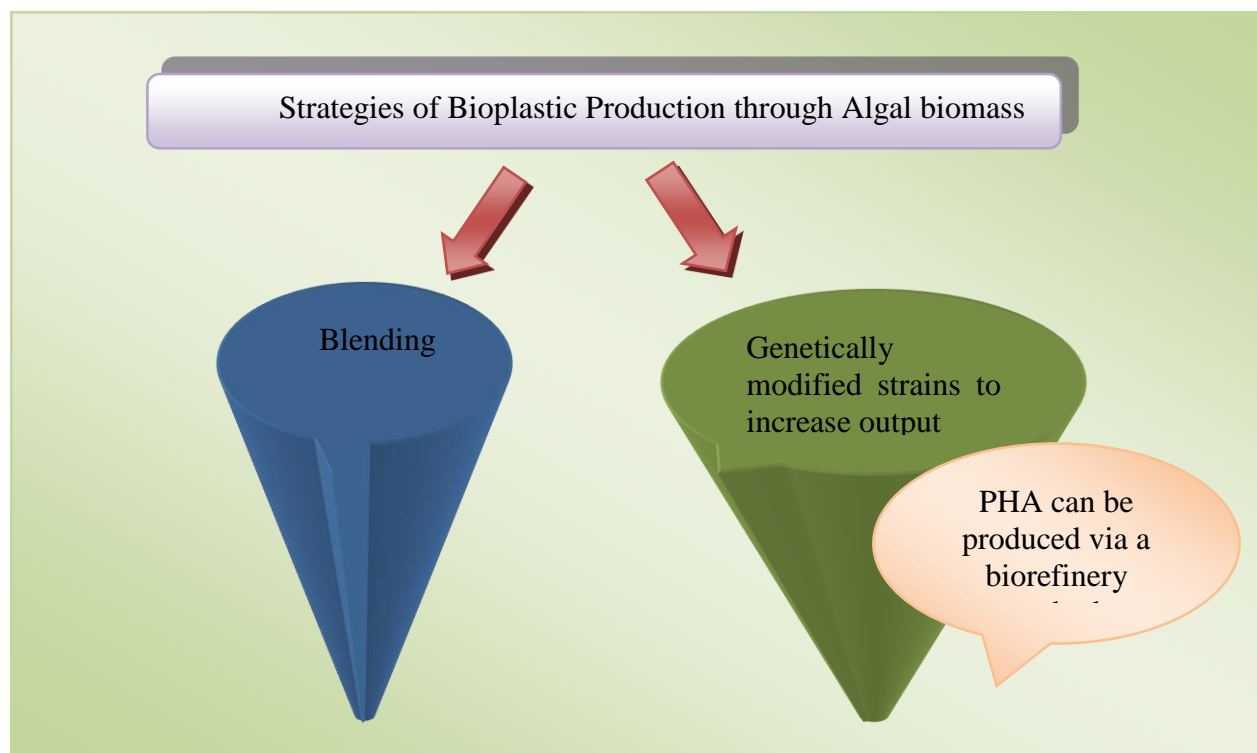 Strategies of Bioplastic Production through Algal biomass
Blending
Genetically
modified strains to
increase output
PHA can be
produced via a
biorefinery